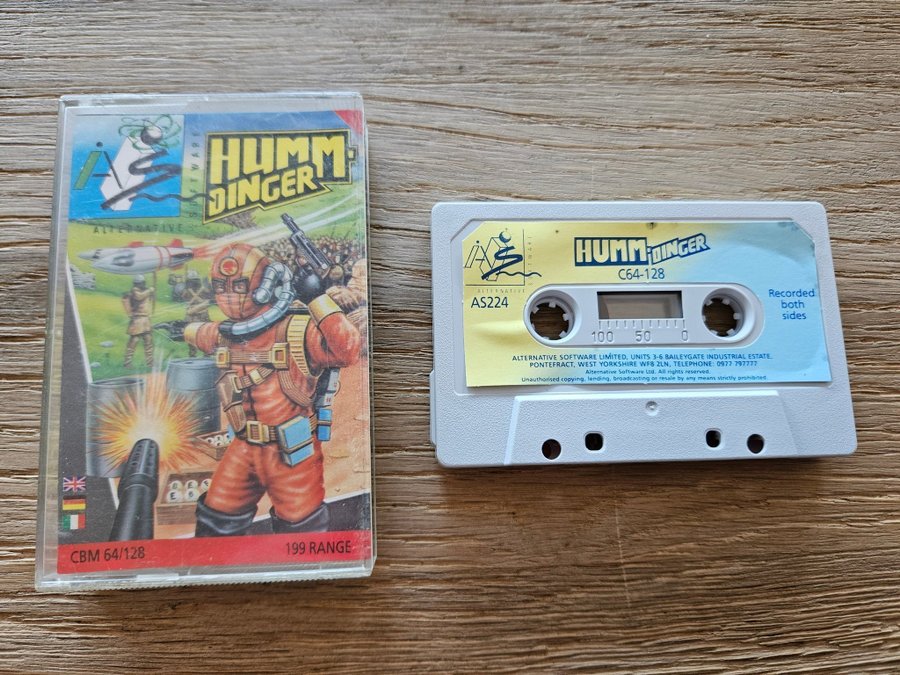 HUMM-
DINGER
SOFTWARE
ALTERNATIVE
CBM 64/128
199 RANGE
HUMM-DINGER
C64-128
ALTERNATIVE
AS224
Recorded
both
sides
100 50 0
ALTERNATIVE SOFTWARE LIMITED, UNITS 3-6 BAILEYGATE INDUSTRIAL ESTATE,
PONTEFRACT, WEST YORKSHIRE WF8 2LN, TELEPHONE: 0977 797777
Alternative Software Ltd. All rights reserved.
Unauthorised copying, lending, broadcasting or resale by any means strictly prohibited.